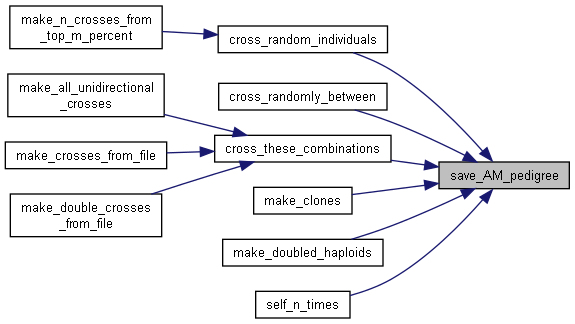 make_n_crosses_from
_top_m_percent
cross_random_individuals
make_all_unidirectional
_crosses
cross_randomly_between
make_crosses_from_file
cross_these_combinations
save_AM_pedigree
make_double_crosses
_from_file
make_clones
make_doubled_haploids
self_n_times